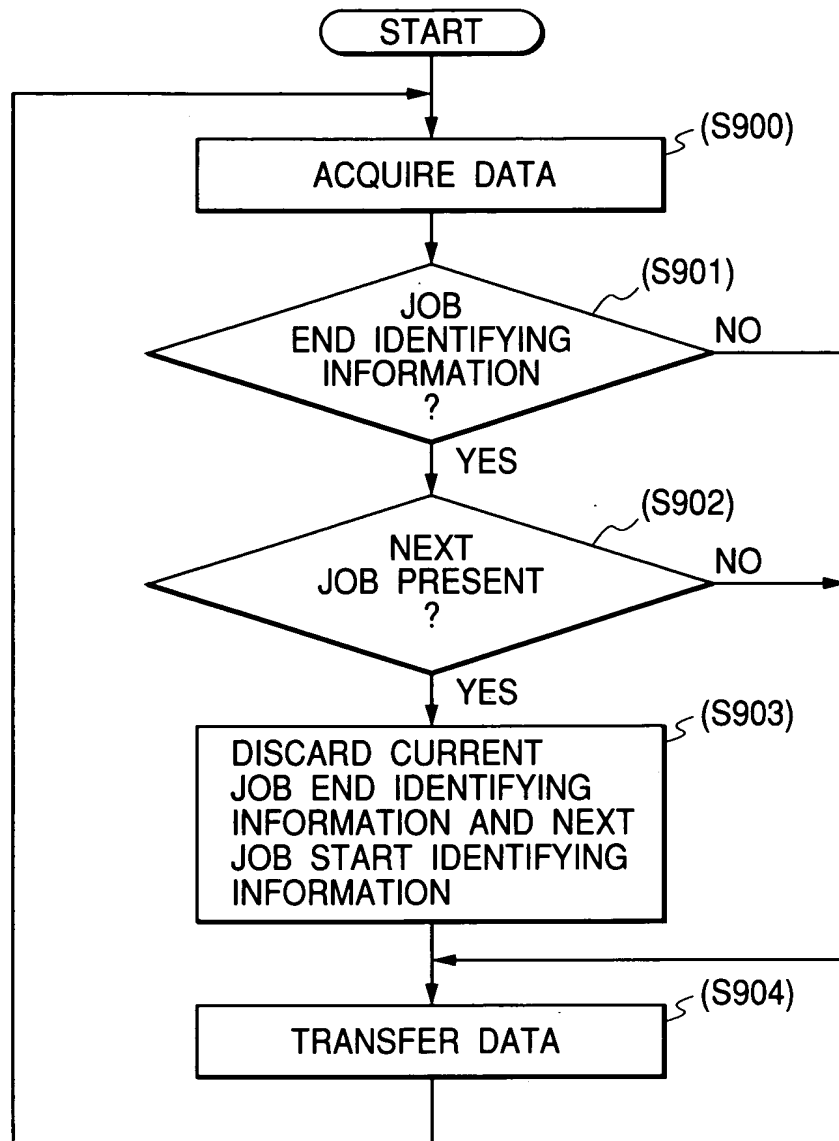 START
(S900)
ACQUIRE DATA
(S901)
JOB
END IDENTIFYING
INFORMATION
?
NO
YES
(S902)
NEXT
JOB PRESENT
?
NO
YES
(S903)
DISCARD CURRENT
JOB END IDENTIFYING
INFORMATION AND NEXT
JOB START IDENTIFYING
INFORMATION
(S904)
TRANSFER DATA